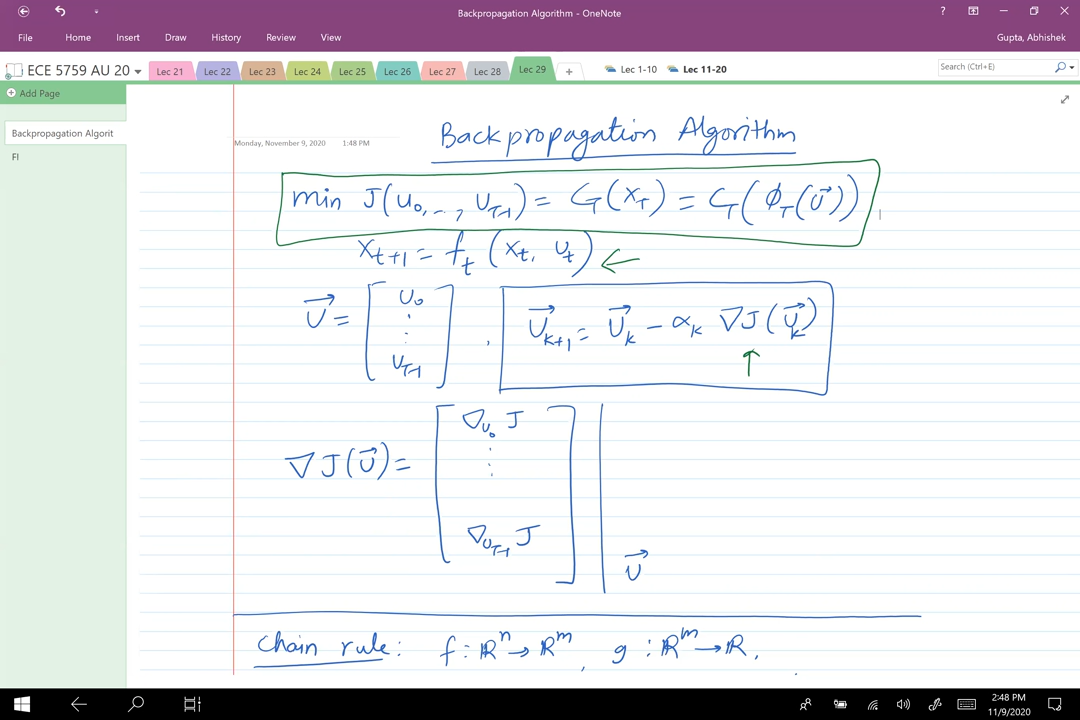 Backpropagation Algorithm - OneNote
File Home Insert Draw History Review View
Gupta, Abhishek
ECE 5759 AU 20
Lec 21 Lec 22 Lec 23 Lec 24 Lec 25 Lec 26 Lec 27 Lec 28 Lec 29 + Lec 1-10 Lec 11-20
Search (Ctrl+E)
Add Page
Backpropagation Algorit
FI
Monday, November 9, 2020 1:48 PM
Backpropagation Algorithm
min J(u₀,..., u_{T-1}) = C_T(x_T) = C_T(ϕ_T(U⃗))
x_{t+1} = f_t (x_t, u_t) ←
U⃗ = [u₀ ⋮ u_{T-1}], U⃗_{k+1} = U⃗_k - α_k ∇J(U⃗_k)
↑
∇J(U⃗) = [∇_{u₀} J ⋮ ∇_{u_{T-1}} J] |_{U⃗}
Chain rule: f: ℝⁿ → ℝᵐ, g: ℝᵐ → ℝ,
2:48 PM
11/9/2020